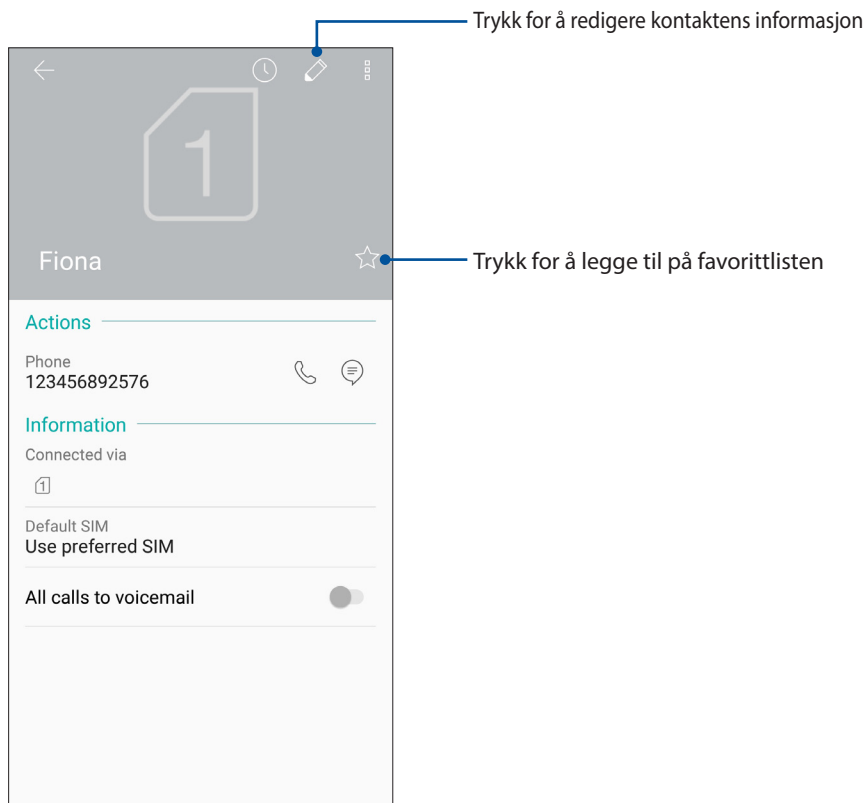 Trykk for å redigere kontaktens informasjon
1
Fiona
Trykk for å legge til på favorittlisten
Actions
Phone
123456892576
Information
Connected via
1
Default SIM
Use preferred SIM
All calls to voicemail